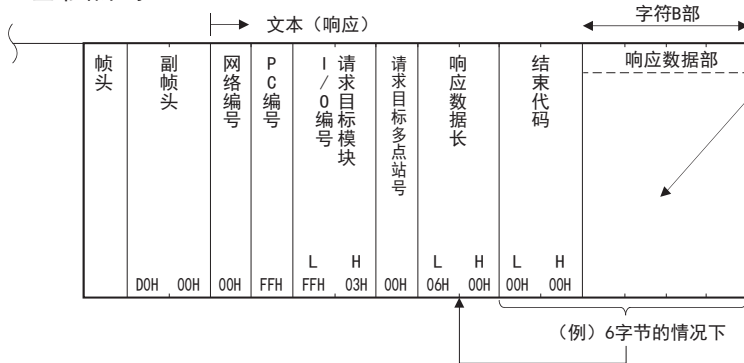 文本（响应）
字符B部
帧头
副帧头
网络编号
PC编号
请求目标模块
I/O编号
请求目标多点站号
响应数据长
结束代码
响应数据部
L H L H L H
D0H 00H 00H FFH FFH 03H 00H 06H 00H 00H 00H
（例）6字节的情况下